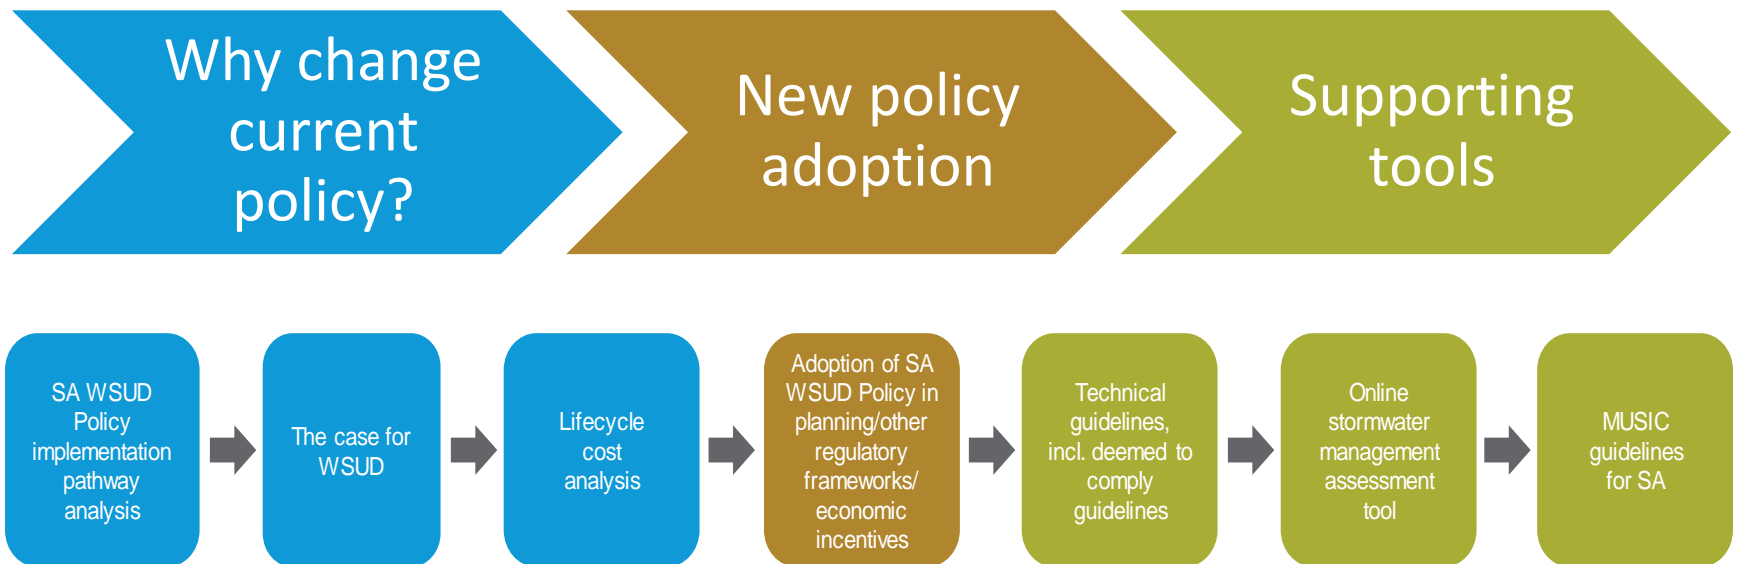 Why change
current
policy?
New policy
adoption
Supporting
tools
SA WSUD
Policy
implementation
pathway
analysis
The case for
WSUD
Lifecycle
cost
analysis
Adoption of SA
WSUD Policy in
planning/other
regulatory
frameworks/
economic
incentives
Technical
guidelines,
incl. deemed to
comply
guidelines
Online
stormwater
management
assessment
tool
MUSIC
guidelines
for SA